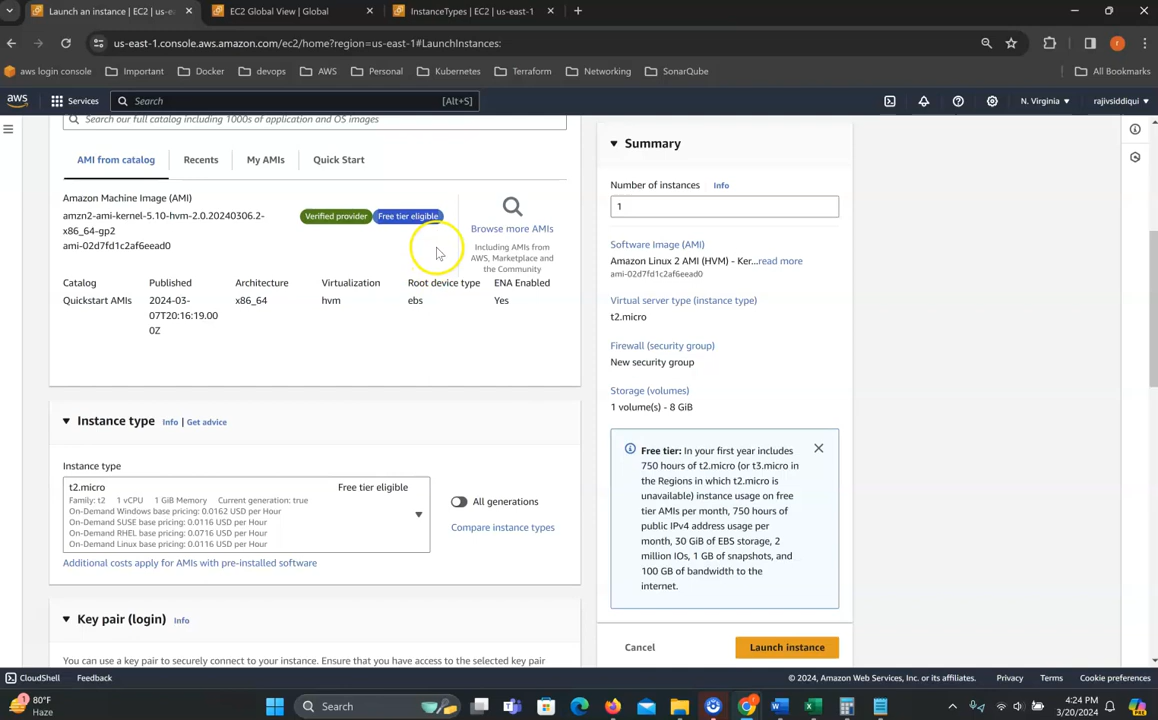 Launch an instance | EC2 | us-e
EC2 Global View | Global
InstanceTypes | EC2 | us-east-1
us-east-1.console.aws.amazon.com/ec2/home?region=us-east-1#LaunchInstances:
aws login console
Important
Docker
devops
AWS
Personal
Kubernetes
Terraform
Networking
SonarQube
All Bookmarks
aws
Services
Search
[Alt+S]
N. Virginia
rajivsiddiqui
Search our full catalog including 1000s of application and OS images
AMI from catalog
Recents
My AMIs
Quick Start
Amazon Machine Image (AMI)
amzn2-ami-kernel-5.10-hvm-2.0.20240306.2-
x86_64-gp2
ami-02d7fd1c2af6eead0
Verified provider
Free tier eligible
Browse more AMIs
Including AMIs from
AWS, Marketplace and
the Community
Catalog
Published
Architecture
Virtualization
Root device type
ENA Enabled
Quickstart AMIs
2024-03-
07T20:16:19.00
0Z
x86_64
hvm
ebs
Yes
Instance type
Info | Get advice
Instance type
t2.micro
Free tier eligible
Family: t2 1 vCPU 1 GiB Memory Current generation: true
On-Demand Windows base pricing: 0.0162 USD per Hour
On-Demand SUSE base pricing: 0.0116 USD per Hour
On-Demand RHEL base pricing: 0.0716 USD per Hour
On-Demand Linux base pricing: 0.0116 USD per Hour
All generations
Compare instance types
Additional costs apply for AMIs with pre-installed software
Key pair (login)
Info
You can use a key pair to securely connect to your instance. Ensure that you have access to the selected key pair
Summary
Number of instances
Info
1
Software Image (AMI)
Amazon Linux 2 AMI (HVM) - Ker...read more
ami-02d7fd1c2af6eead0
Virtual server type (instance type)
t2.micro
Firewall (security group)
New security group
Storage (volumes)
1 volume(s) - 8 GiB
Free tier: In your first year includes
750 hours of t2.micro (or t3.micro in
the Regions in which t2.micro is
unavailable) instance usage on free
tier AMIs per month, 750 hours of
public IPv4 address usage per
month, 30 GiB of EBS storage, 2
million IOs, 1 GB of snapshots, and
100 GB of bandwidth to the
internet.
Cancel
Launch instance
CloudShell
Feedback
© 2024, Amazon Web Services, Inc. or its affiliates.
Privacy
Terms
Cookie preferences
80°F
Haze
Search
4:24 PM
3/20/2024